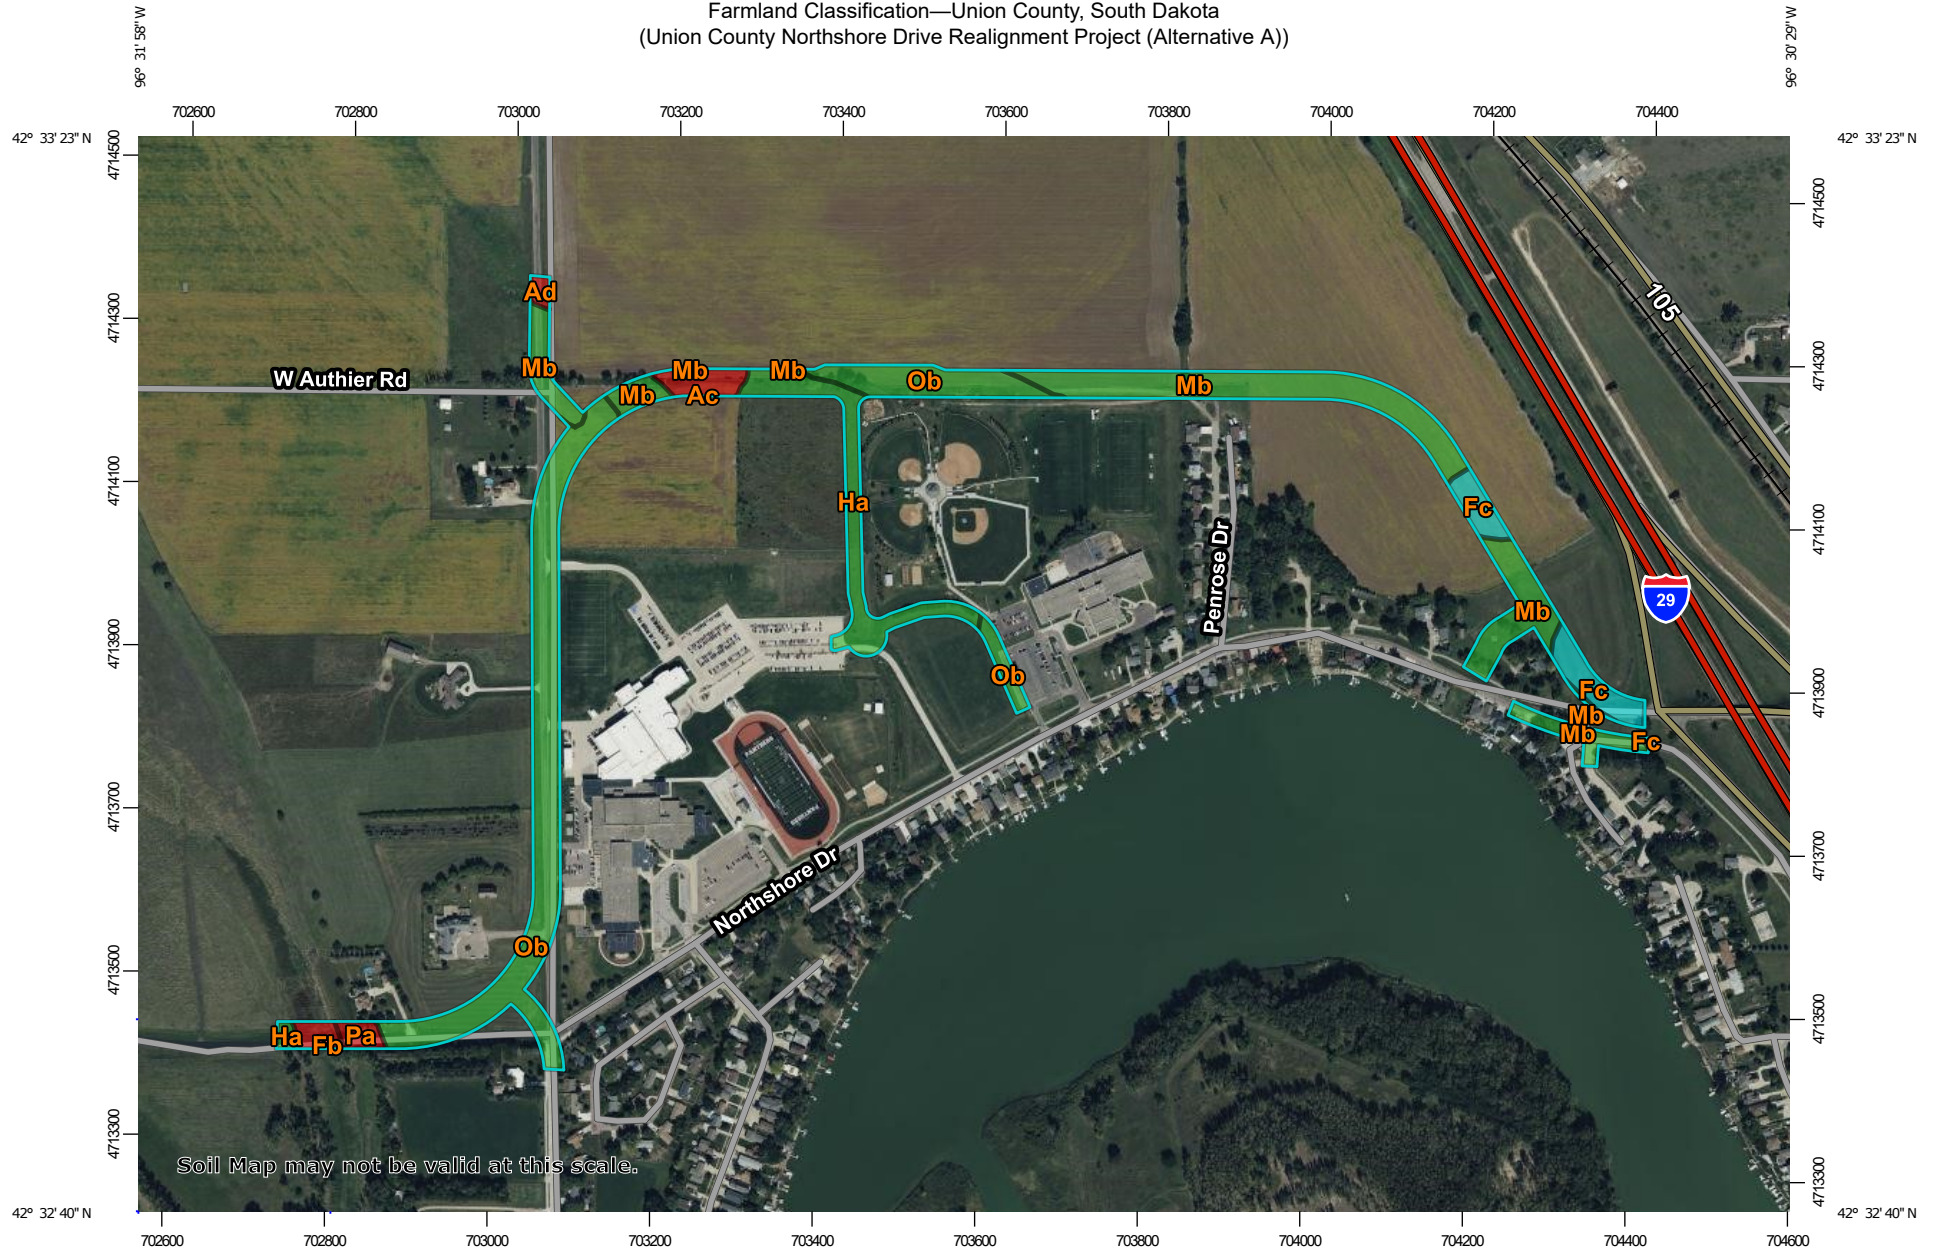 Farmland Classification—Union County, South Dakota
(Union County Northshore Drive Realignment Project (Alternative A))
96° 31' 58'' W
96° 30' 29'' W
702600 702800 703000 703200 703400 703600 703800 704000 704200 704400
42° 33' 23'' N
42° 33' 23'' N
4714500
4714500
Ad
4714300
105
4714300
W Authier Rd
Mb
Mb
Mb
Ob
Mb
Mb
Ac
4714100
Ha
Fc
4714100
Penrose Dr
29
Mb
4713900
Ob
Fc
4713900
Mb
Mb
Fc
PANTHERS
4713700
4713700
Northshore Dr
Ob
4713500
4713500
Ha
Fb
Pa
4713300
4713300
Soil Map may not be valid at this scale.
42° 32' 40'' N
42° 32' 40'' N
702600 702800 703000 703200 703400 703600 703800 704000 704200 704400 704600